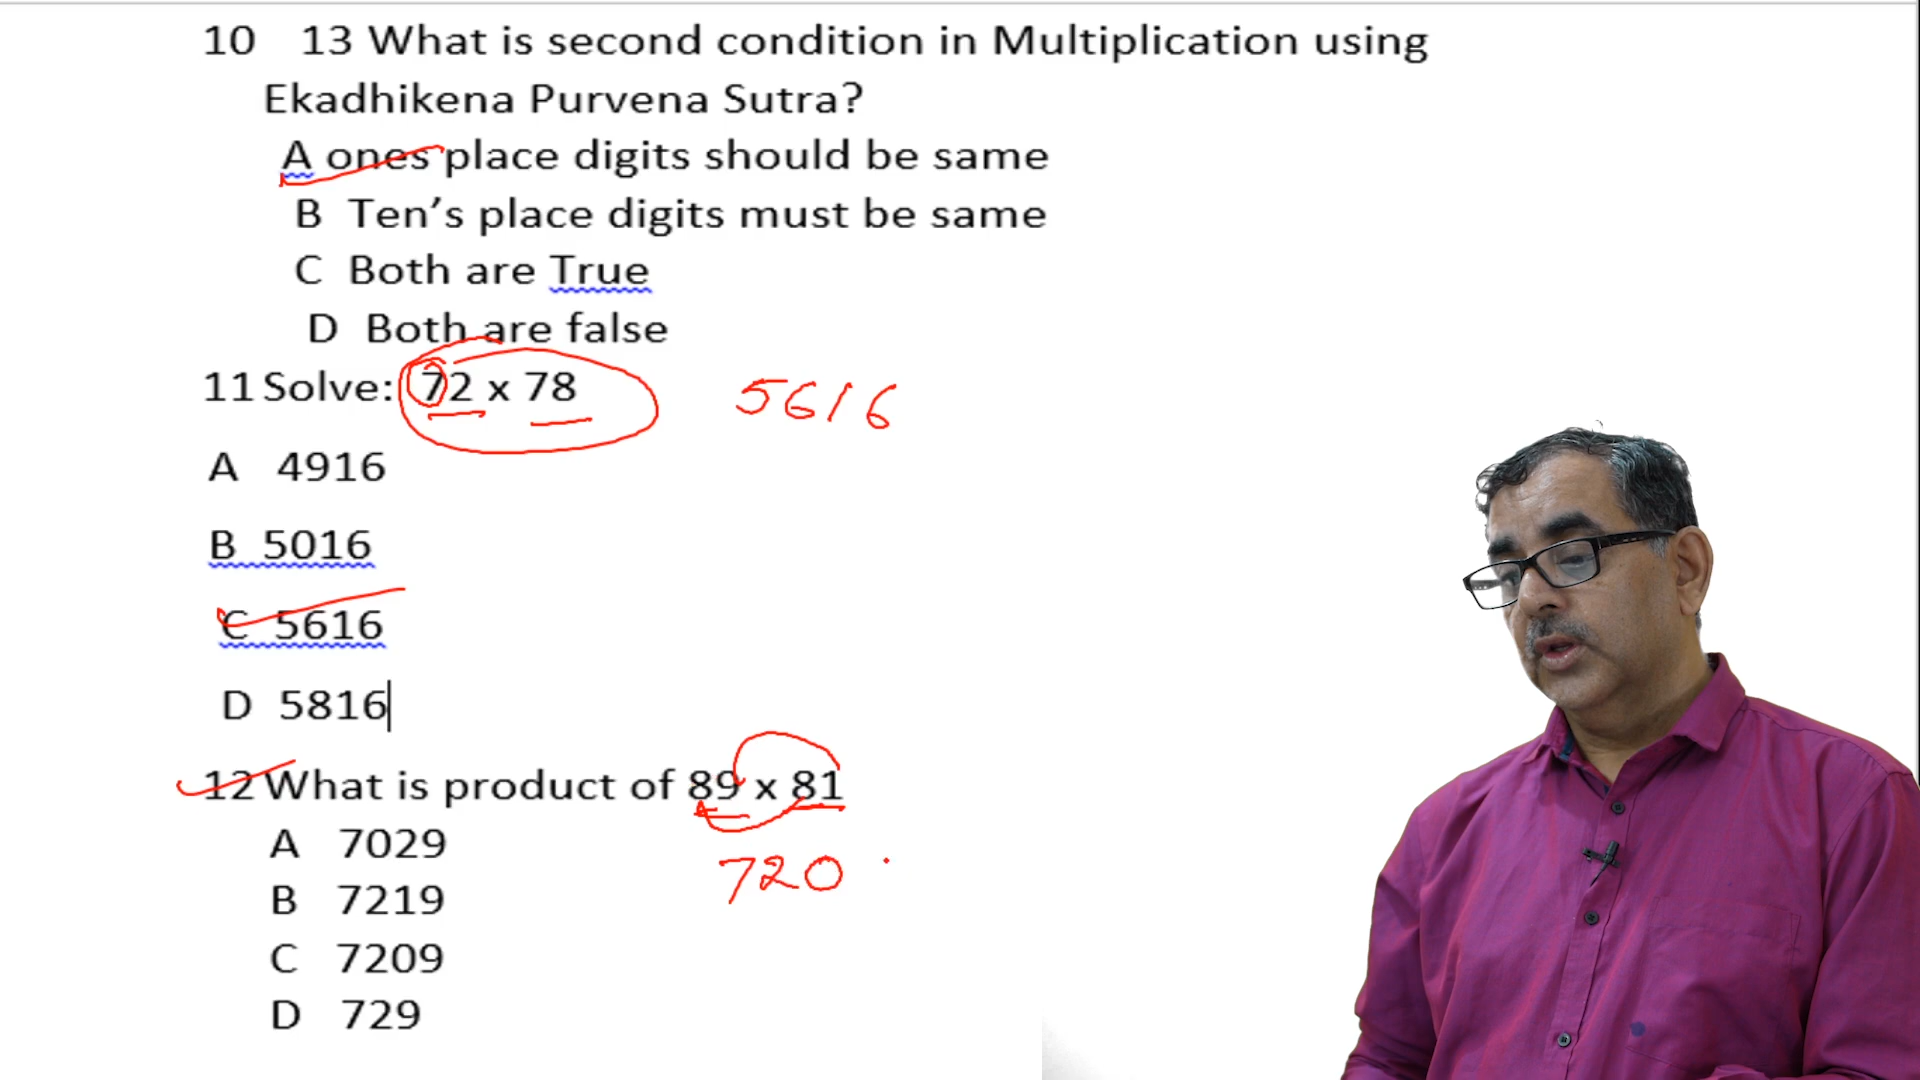 10 13 What is second condition in Multiplication using
Ekadhikena Purvena Sutra?
A ones place digits should be same
B Ten’s place digits must be same
C Both are True
D Both are false
11 Solve: 72 x 78
5616
A 4916
B 5016
C 5616
D 5816
12 What is product of 89 x 81
720
A 7029
B 7219
C 7209
D 729